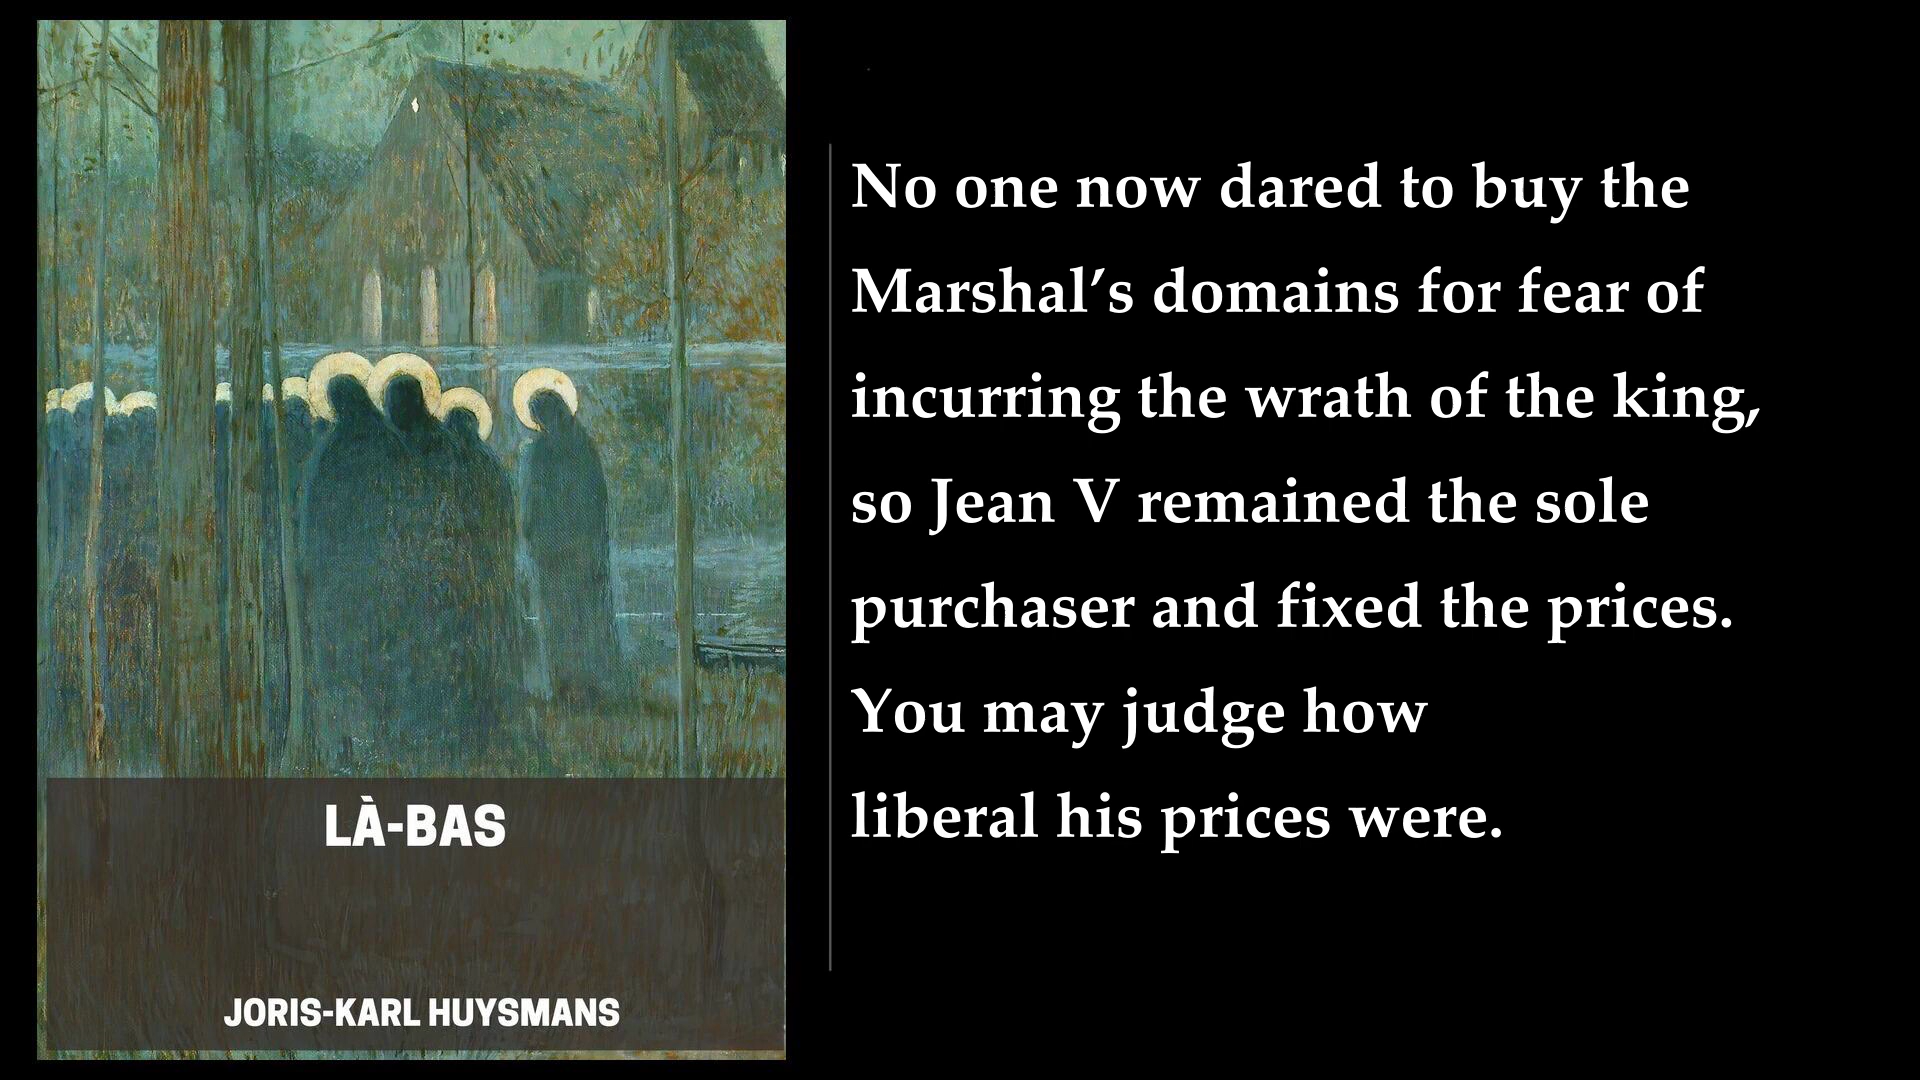 LÀ-BAS
JORIS-KARL HUYSMANS
No one now dared to buy the
Marshal’s domains for fear of
incurring the wrath of the king,
so Jean V remained the sole
purchaser and fixed the prices.
You may judge how
liberal his prices were.